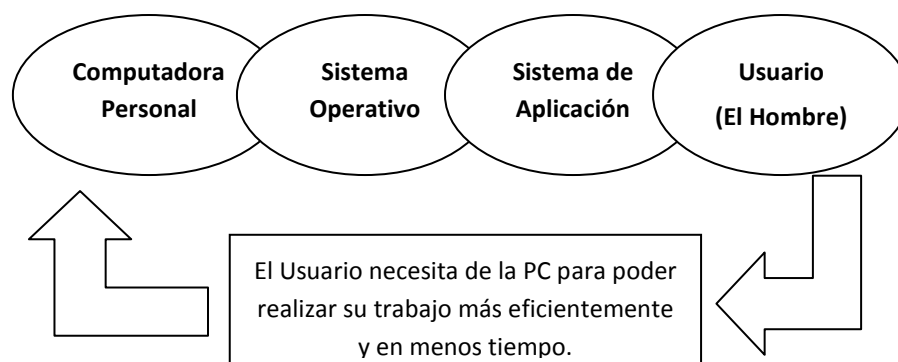 Computadora
Personal
Sistema
Operativo
Sistema de
Aplicación
Usuario
(El Hombre)
El Usuario necesita de la PC para poder
realizar su trabajo más eficientemente
y en menos tiempo.